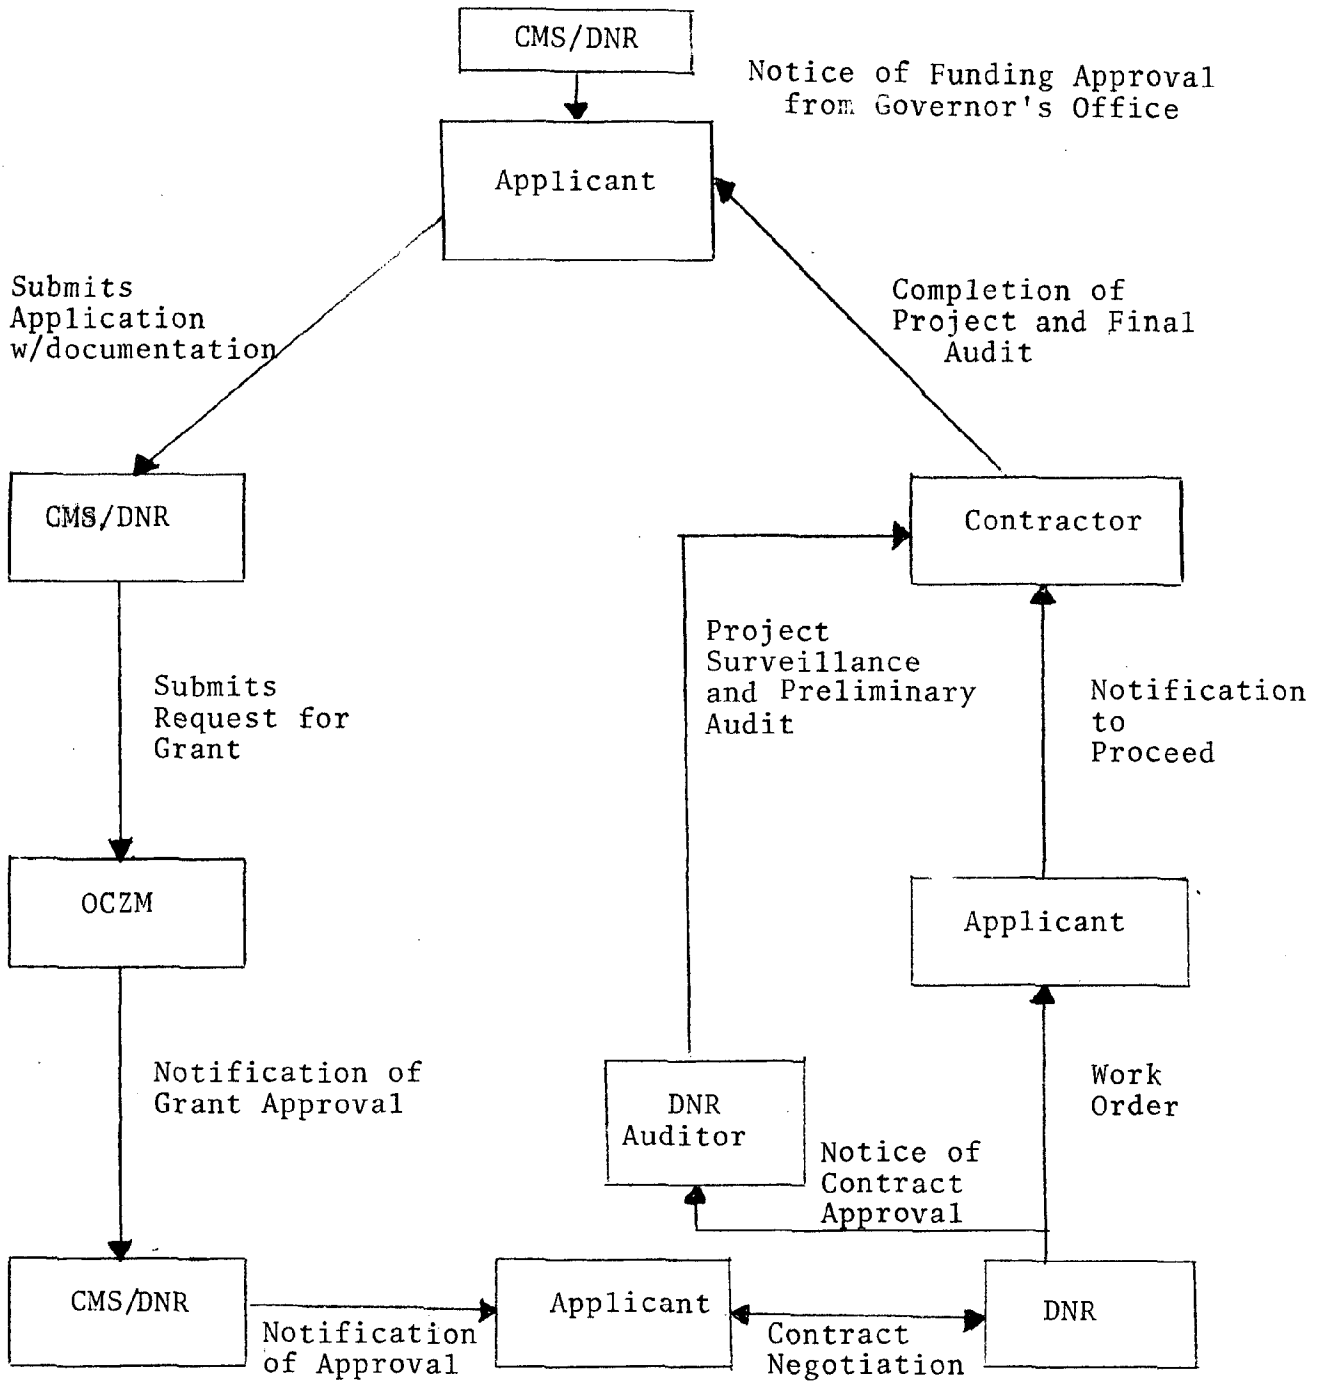 CMS/DNR
Notice of Funding Approval
from Governor's Office
Applicant
Submits
Application
w/documentation
Completion of
Project and Final
Audit
CMS/DNR
Contractor
Project
Surveillance
and Preliminary
Audit
Submits
Request for
Grant
Notification
to
Proceed
OCZM
Applicant
Notification of
Grant Approval
Work
Order
DNR
Auditor
Notice of
Contract
Approval
CMS/DNR
Notification
of Approval
Applicant
Contract
Negotiation
DNR